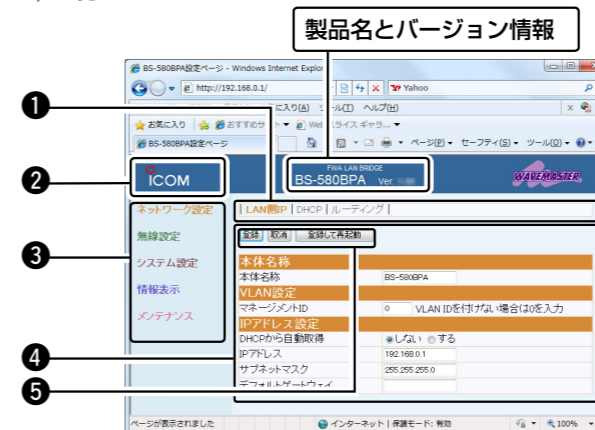 製品名とバージョン情報
BS-580BPA設定ページ - Windows Internet Explor
http://192.168.0.1/
Yahoo
に入り(A)
ール(T) ヘルプ(H)
お気に入り
おすすめサ
Web
スライス ギャラ...
BS-580BPA設定ページ
ページ(P) セーフティ(S) ツール(O)
❶
❷
ICOM
FWA LAN BRIDGE
BS-580BPA Ver
WAVEMASTER
❸
ネットワーク設定
無線設定
システム設定
情報表示
メンテナンス
| LAN側IP | DHCP | ルーティング |
登録 取消 登録して再起動
本体名称
本体名称 BS-580BPA
VLAN設定
マネージメントID 0 VLAN IDを付けない場合は0を入力
IPアドレス設定
DHCPから自動取得 しない する
❹
IPアドレス 192.168.0.1
サブネットマスク 255.255.255.0
❺
デフォルトゲートウェイ
ページが表示されました インターネット | 保護モード: 有効 100%